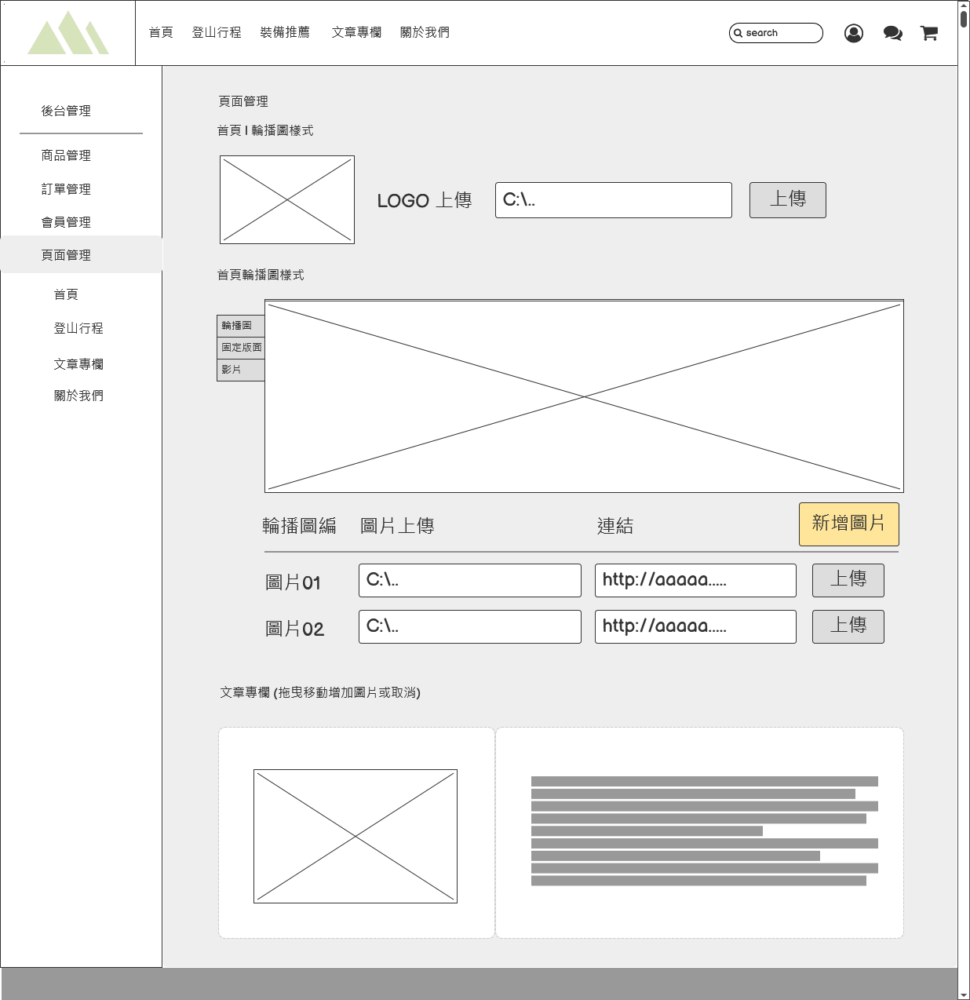 首頁 登山行程 裝備推薦 文章專欄 關於我們 search
後台管理
商品管理
訂單管理
會員管理
頁面管理
首頁
登山行程
文章專欄
關於我們
頁面管理
首頁 I 輪播圖樣式
LOGO 上傳 C:\.. 上傳
首頁輪播圖樣式
輪播圖
固定版面
影片
輪播圖編 圖片上傳 連結 新增圖片
圖片01 C:\.. http://aaaaa..... 上傳
圖片02 C:\.. http://aaaaa..... 上傳
文章專欄 (拖曳移動增加圖片或取消)